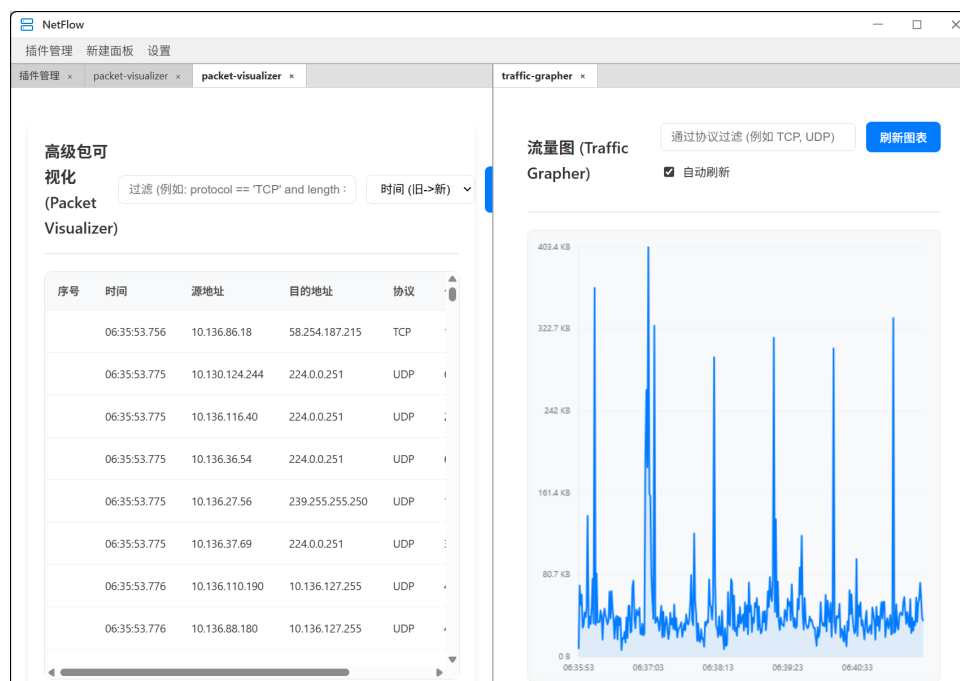 NetFlow
插件管理 新建面板 设置
插件管理 × packet-visualizer × packet-visualizer ×
traffic-grapher ×
高级包可
视化
(Packet
Visualizer)
过滤 (例如: protocol == 'TCP' and length
时间 (旧->新)
序号 时间 源地址 目的地址 协议
06:35:53.756 10.136.86.18 58.254.187.215 TCP
06:35:53.775 10.130.124.244 224.0.0.251 UDP
06:35:53.775 10.136.116.40 224.0.0.251 UDP
06:35:53.775 10.136.36.54 224.0.0.251 UDP
06:35:53.775 10.136.27.56 239.255.255.250 UDP
06:35:53.775 10.136.37.69 224.0.0.251 UDP
06:35:53.776 10.136.110.190 10.136.127.255 UDP
06:35:53.776 10.136.88.180 10.136.127.255 UDP
流量图 (Traffic
Grapher)
通过协议过滤 (例如 TCP, UDP)
刷新图表
自动刷新
403.4 KB
322.7 KB
242 KB
161.4 KB
80.7 KB
0 B
06:35:53 06:37:03 06:38:13 06:39:23 06:40:33